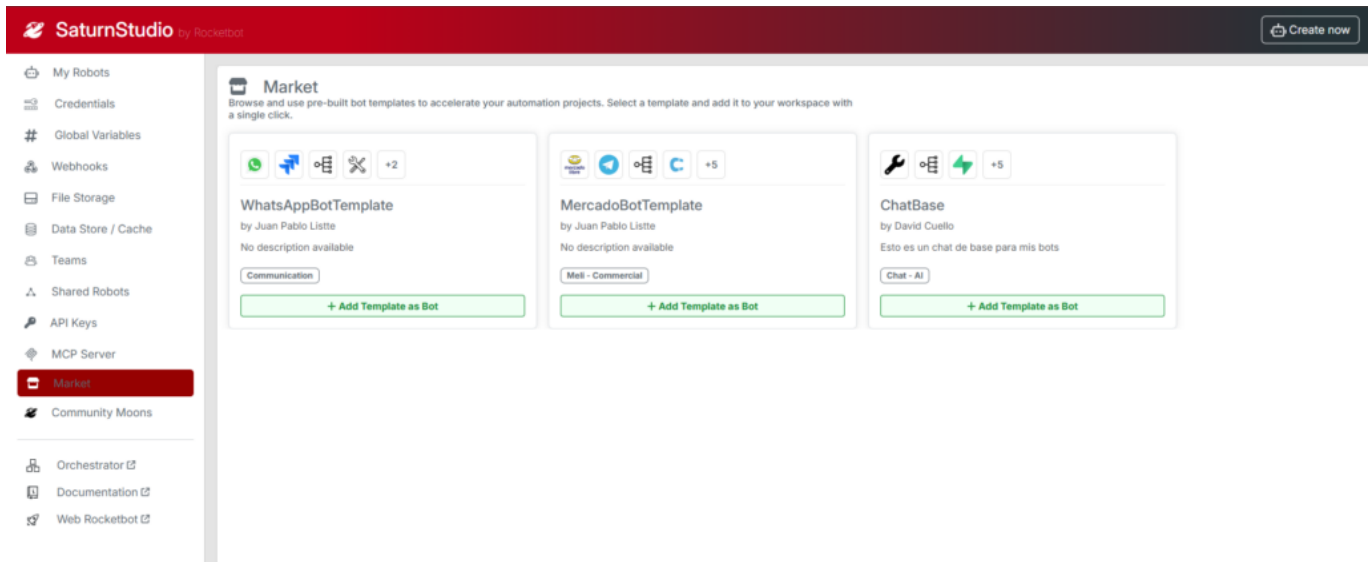 SaturnStudio by Rocketbot
Create now
My Robots
Credentials
Global Variables
Webhooks
File Storage
Data Store / Cache
Teams
Shared Robots
API Keys
MCP Server
Market
Community Moons
Orchestrator
Documentation
Web Rocketbot
Market
Browse and use pre-built bot templates to accelerate your automation projects. Select a template and add it to your workspace with
a single click.
+2
WhatsAppBotTemplate
by Juan Pablo Listte
No description available
Communication
+ Add Template as Bot
+5
MercadoBotTemplate
by Juan Pablo Listte
No description available
Meli - Commercial
+ Add Template as Bot
+5
ChatBase
by David Cuello
Esto es un chat de base para mis bots
Chat - AI
+ Add Template as Bot